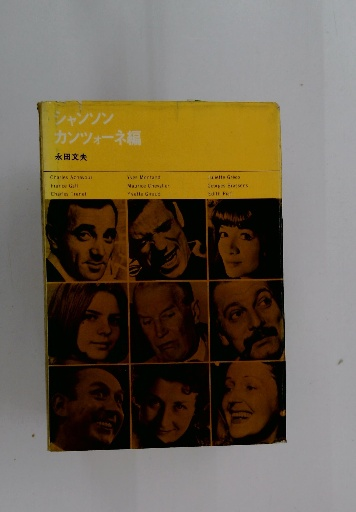 シャンソン
カンツォーネ編
永田文夫
Charles Aznavour Yves Montand Juliette Gréco
France Gall Maurice Chevalier Georges Brassens
Charles Trenet Yvette Giraud Edith Piaf